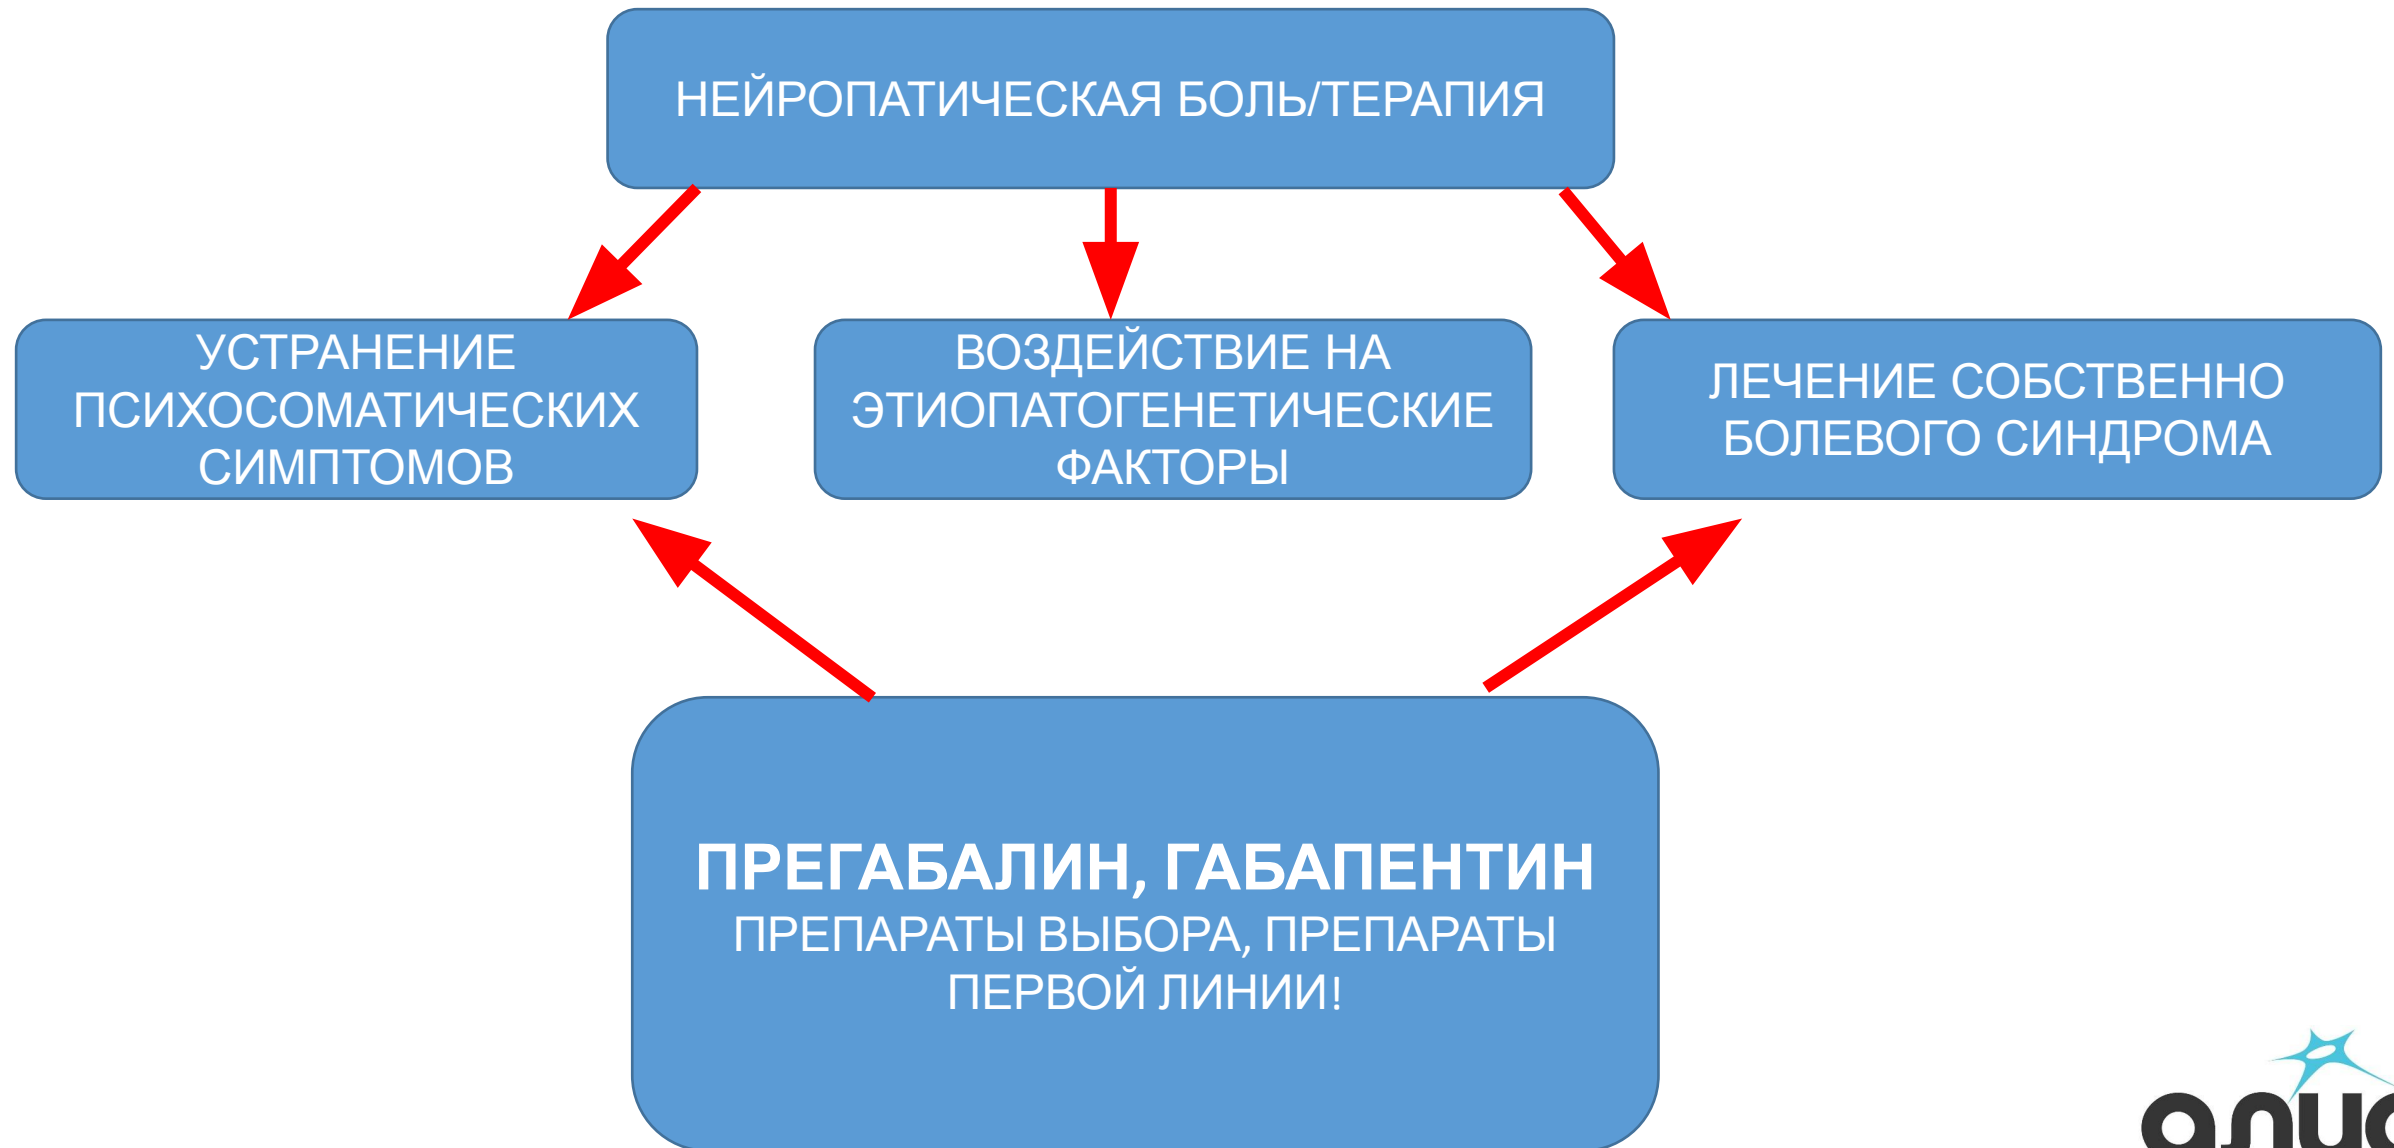 НЕЙРОПАТИЧЕСКАЯ БОЛЬ/ТЕРАПИЯ
УСТРАНЕНИЕ
ПСИХОСОМАТИЧЕСКИХ
СИМПТОМОВ
ВОЗДЕЙСТВИЕ НА
ЭТИОПАТОГЕНЕТИЧЕСКИЕ
ФАКТОРЫ
ЛЕЧЕНИЕ СОБСТВЕННО
БОЛЕВОГО СИНДРОМА
ПРЕГАБАЛИН, ГАБАПЕНТИН
ПРЕПАРАТЫ ВЫБОРА, ПРЕПАРАТЫ
ПЕРВОЙ ЛИНИИ!